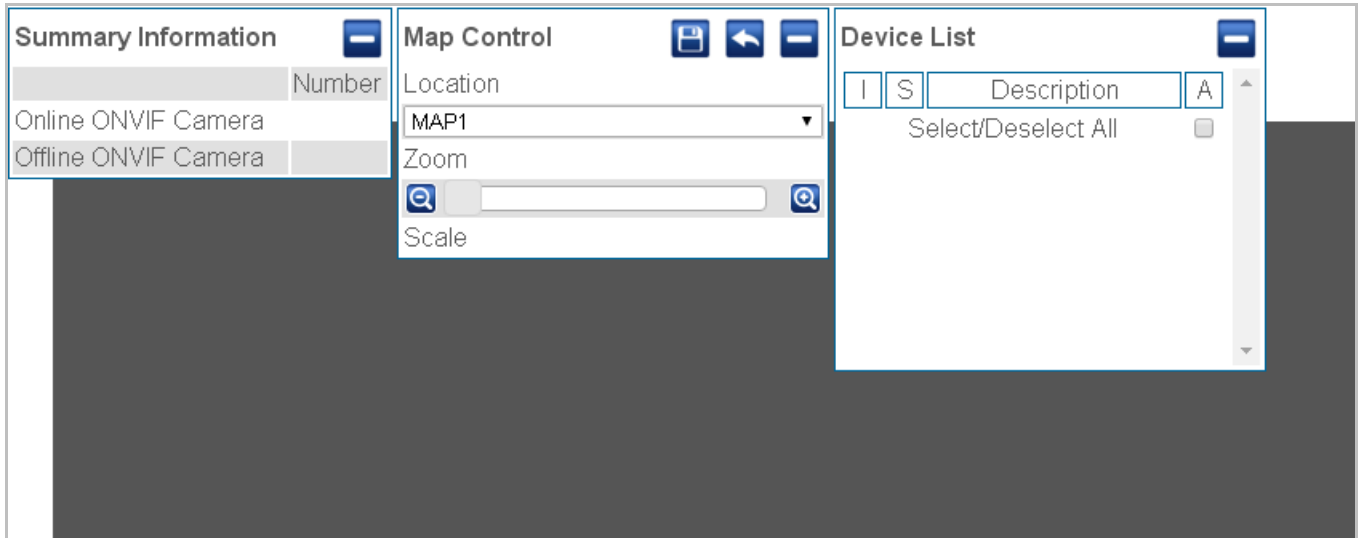 Summary Information
Number
Online ONVIF Camera
Offline ONVIF Camera
Map Control
Location
MAP1
Zoom
Scale
Device List
I S Description A
Select/Deselect All